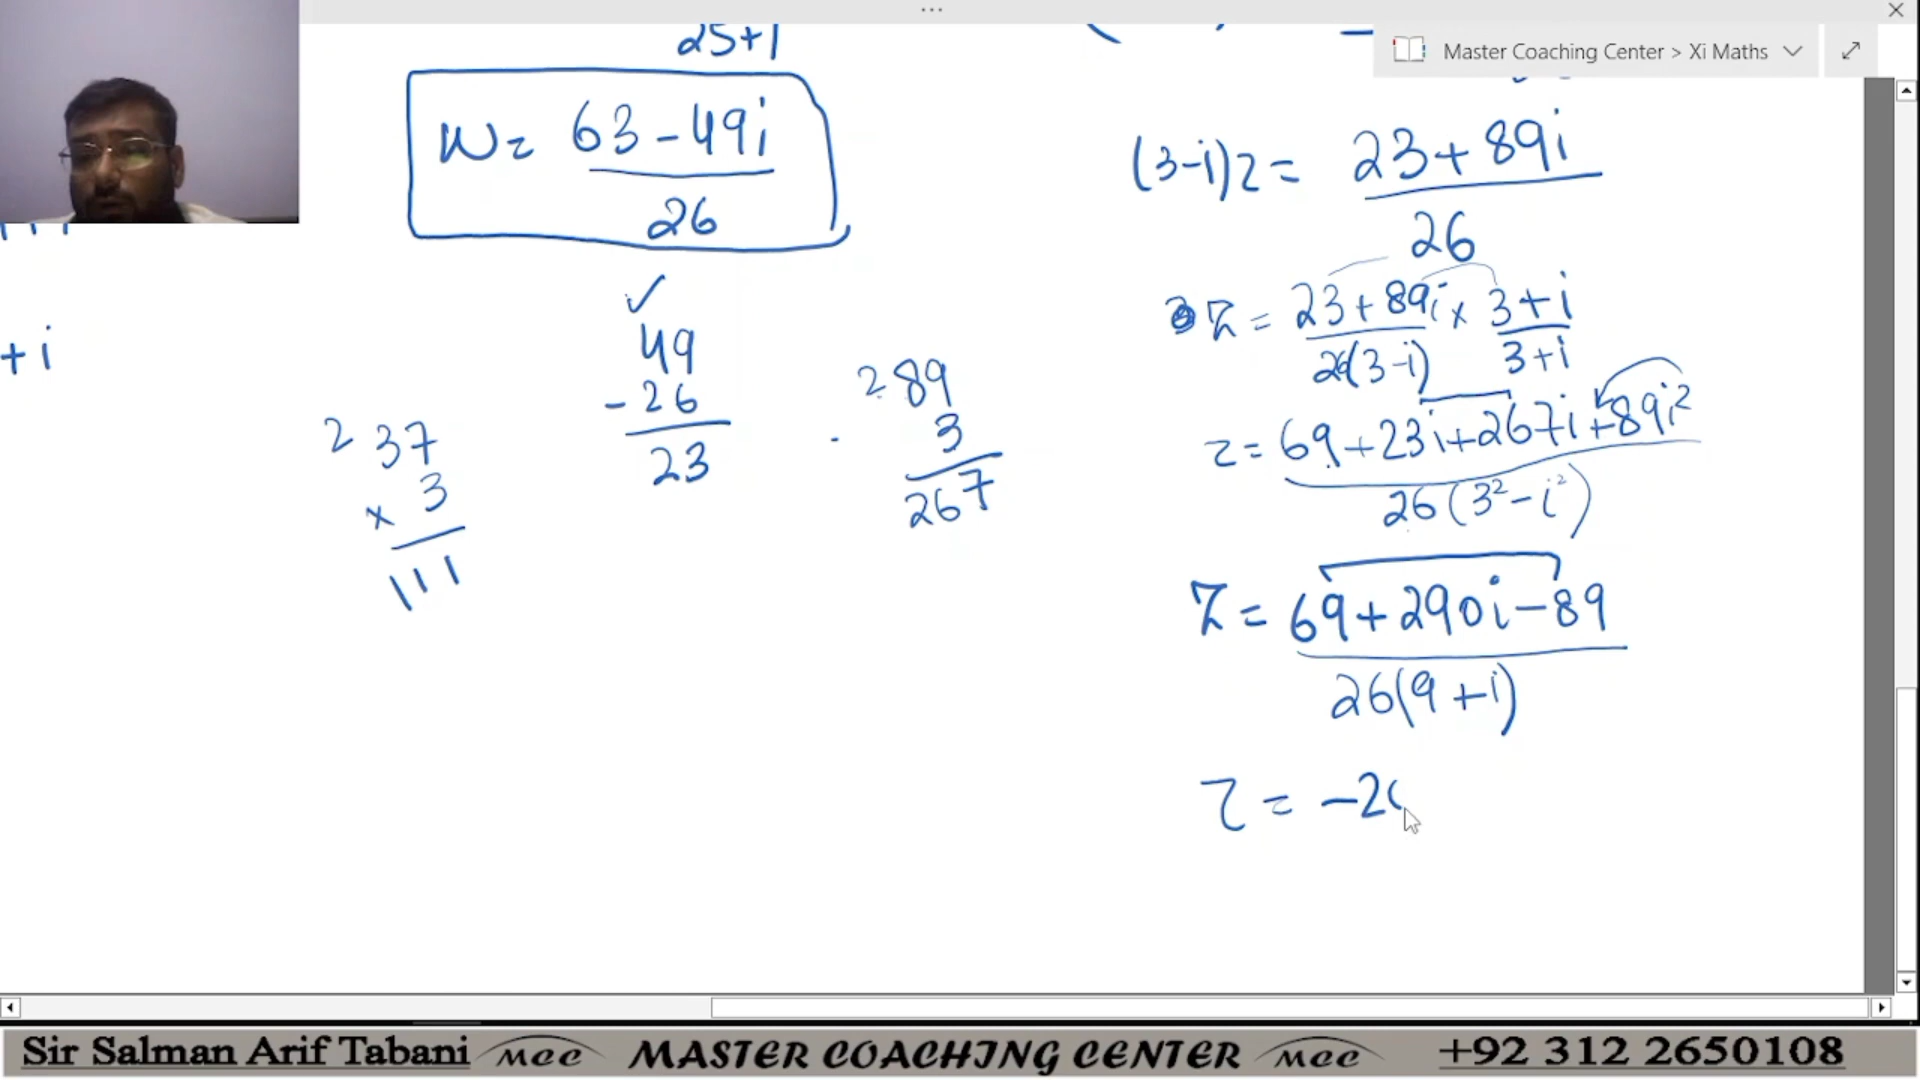 Master Coaching Center > Xi Maths
25+1
w = 63-49i
26
+i
49
-26
23
2 37
x 3
111
2 89
3
267
(3-i)z = 23+89i
26
z = 23+89i x 3+i
26(3-i) 3+i
z = 69+23i+267i+89i²
26(3²-i²)
z = 69+290i-89
26(9+1)
z = -20
Sir Salman Arif Tabani mcc MASTER COACHING CENTER mcc +92 312 2650108